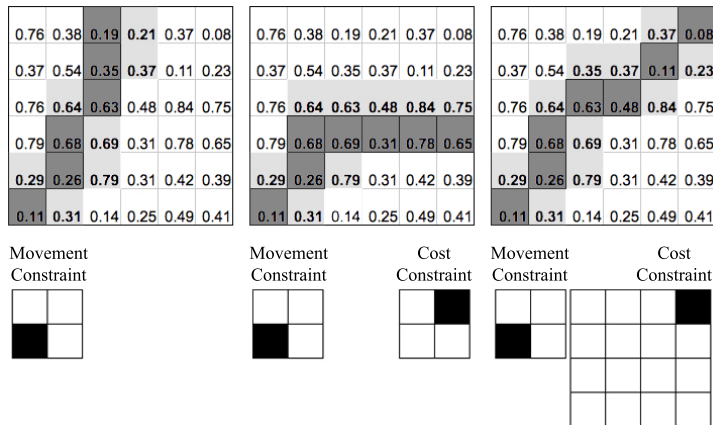 0.76 0.38 0.19 0.21 0.37 0.08 0.76 0.38 0.19 0.21 0.37 0.08 0.76 0.38 0.19 0.21 0.37 0.08
0.37 0.54 0.35 0.37 0.11 0.23 0.37 0.54 0.35 0.37 0.11 0.23 0.37 0.54 0.35 0.37 0.11 0.23
0.76 0.64 0.63 0.48 0.84 0.75 0.76 0.64 0.63 0.48 0.84 0.75 0.76 0.64 0.63 0.48 0.84 0.75
0.79 0.68 0.69 0.31 0.78 0.65 0.79 0.68 0.69 0.31 0.78 0.65 0.79 0.68 0.69 0.31 0.78 0.65
0.29 0.26 0.79 0.31 0.42 0.39 0.29 0.26 0.79 0.31 0.42 0.39 0.29 0.26 0.79 0.31 0.42 0.39
0.11 0.31 0.14 0.25 0.49 0.41 0.11 0.31 0.14 0.25 0.49 0.41 0.11 0.31 0.14 0.25 0.49 0.41
Movement Movement Cost Movement Cost
Constraint Constraint Constraint Constraint Constraint